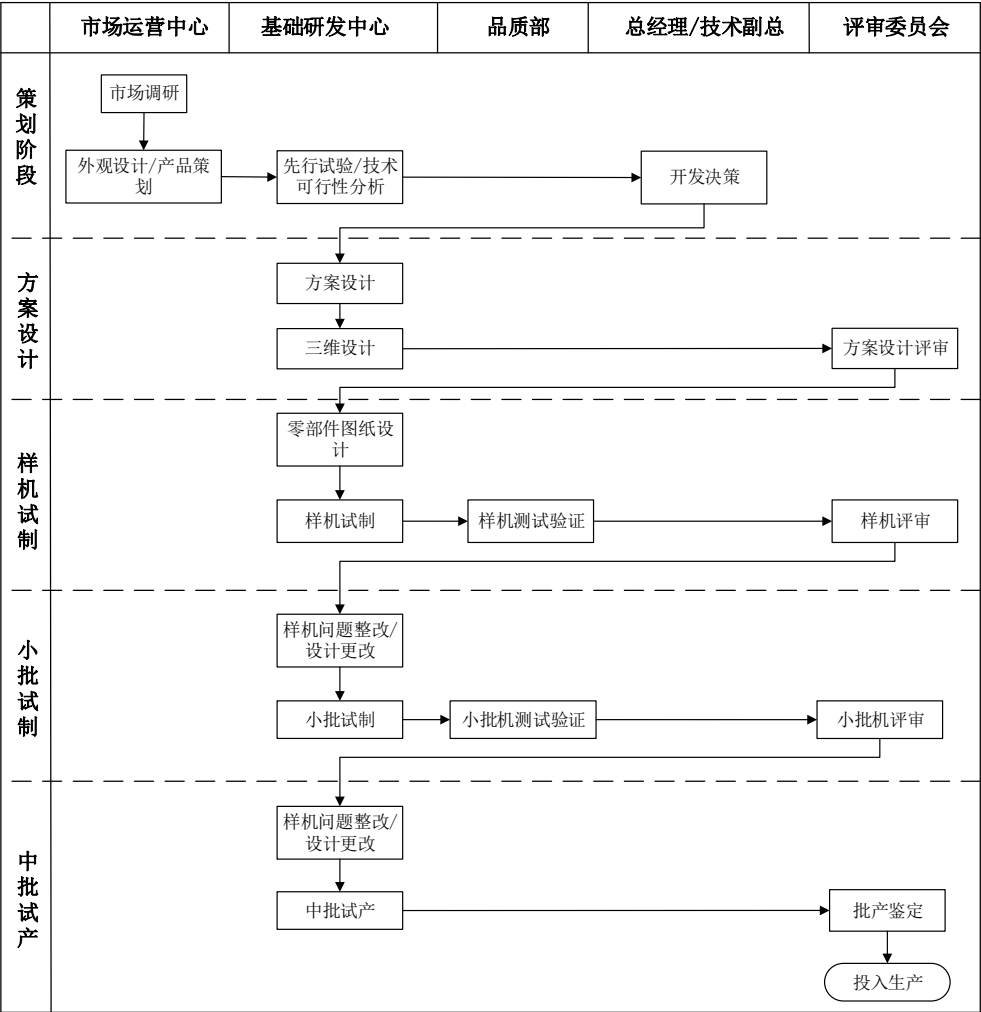 市场运营中心
基础研发中心
品质部
总经理/技术副总
评审委员会
策划阶段
市场调研
外观设计/产品策
划
先行试验/技术
可行性分析
开发决策
方案设计
方案设计
三维设计
方案设计评审
样机试制
零部件图纸设
计
样机试制
样机测试验证
样机评审
小批试制
样机问题整改/
设计更改
小批试制
小批机测试验证
小批机评审
中批试产
样机问题整改/
设计更改
中批试产
批产鉴定
投入生产